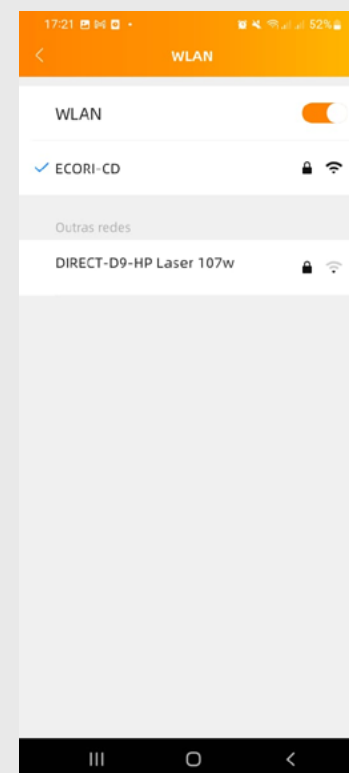 17:21 52%
WLAN
WLAN
ECORI-CD
Outras redes
DIRECT-D9-HP Laser 107w